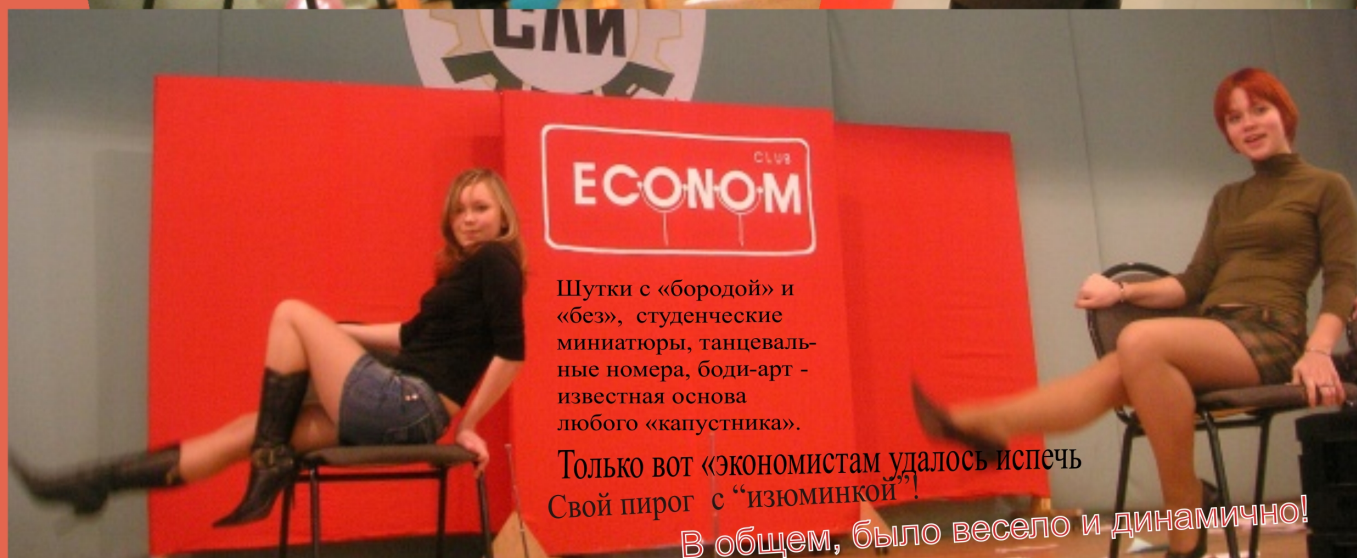 СЛИ
CLUB
ECONOM
Шутки с «бородой» и
«без», студенческие
миниатюры, танцеваль-
ные номера, боди-арт -
известная основа
любого «капустника».
Только вот «экономистам удалось испечь
Свой пирог с “изюминкой”!
В общем, было весело и динамично!